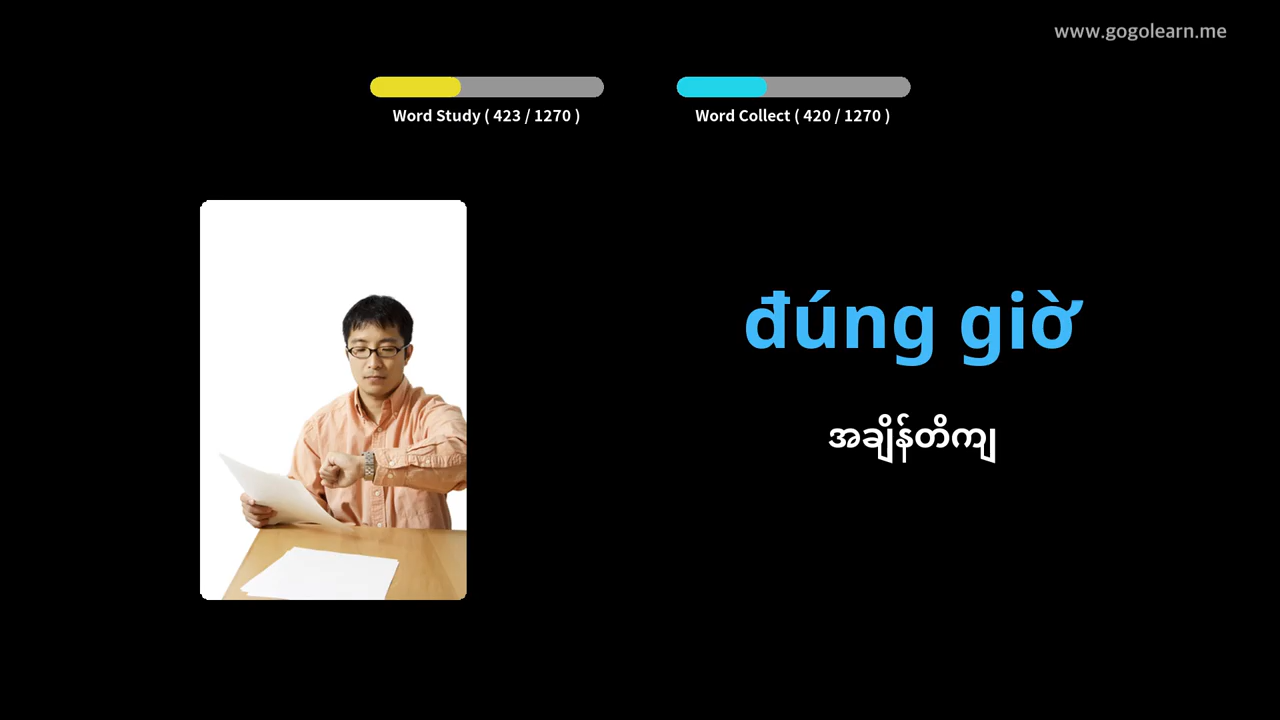 www.gogolearn.me
Word Study ( 423 / 1270 )
Word Collect ( 420 / 1270 )
đúng giờ
အချိန်တိကျ